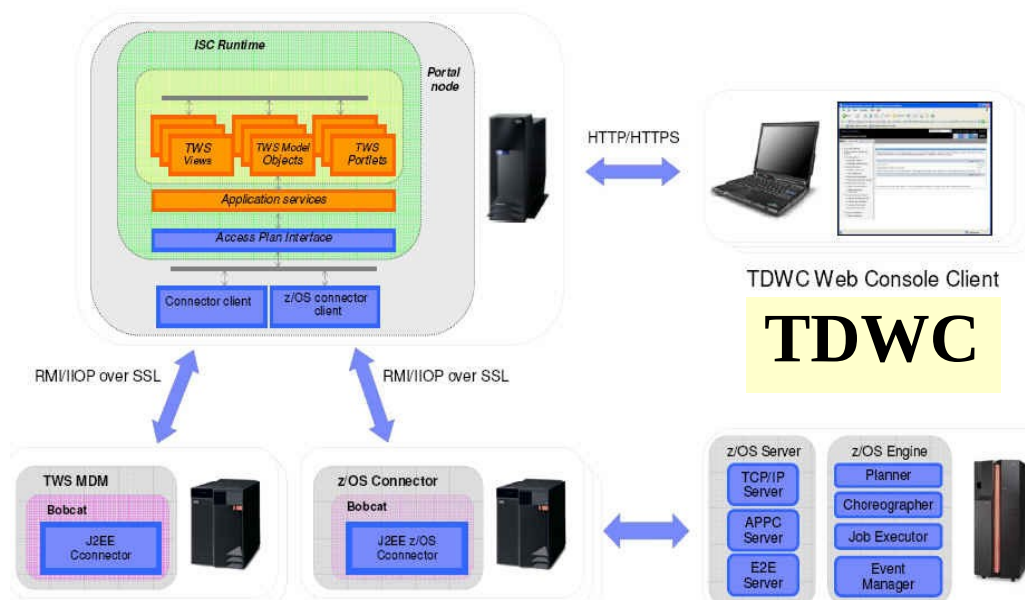 ISC Runtime
Portal
node
TWS
Views
TWS Model
Objects
TWS
Portlets
Application services
Access Plan Interface
Connector client
z/OS connector
client
HTTP/HTTPS
TDWC Web Console Client
TDWC
RMI/IIOP over SSL
RMI/IIOP over SSL
TWS MDM
Bobcat
J2EE
Cconnector
z/OS Connector
Bobcat
J2EE z/OS
Cconnector
z/OS Server
TCP/IP
Server
APPC
Server
E2E
Server
z/OS Engine
Planner
Choreographer
Job Executor
Event
Manager